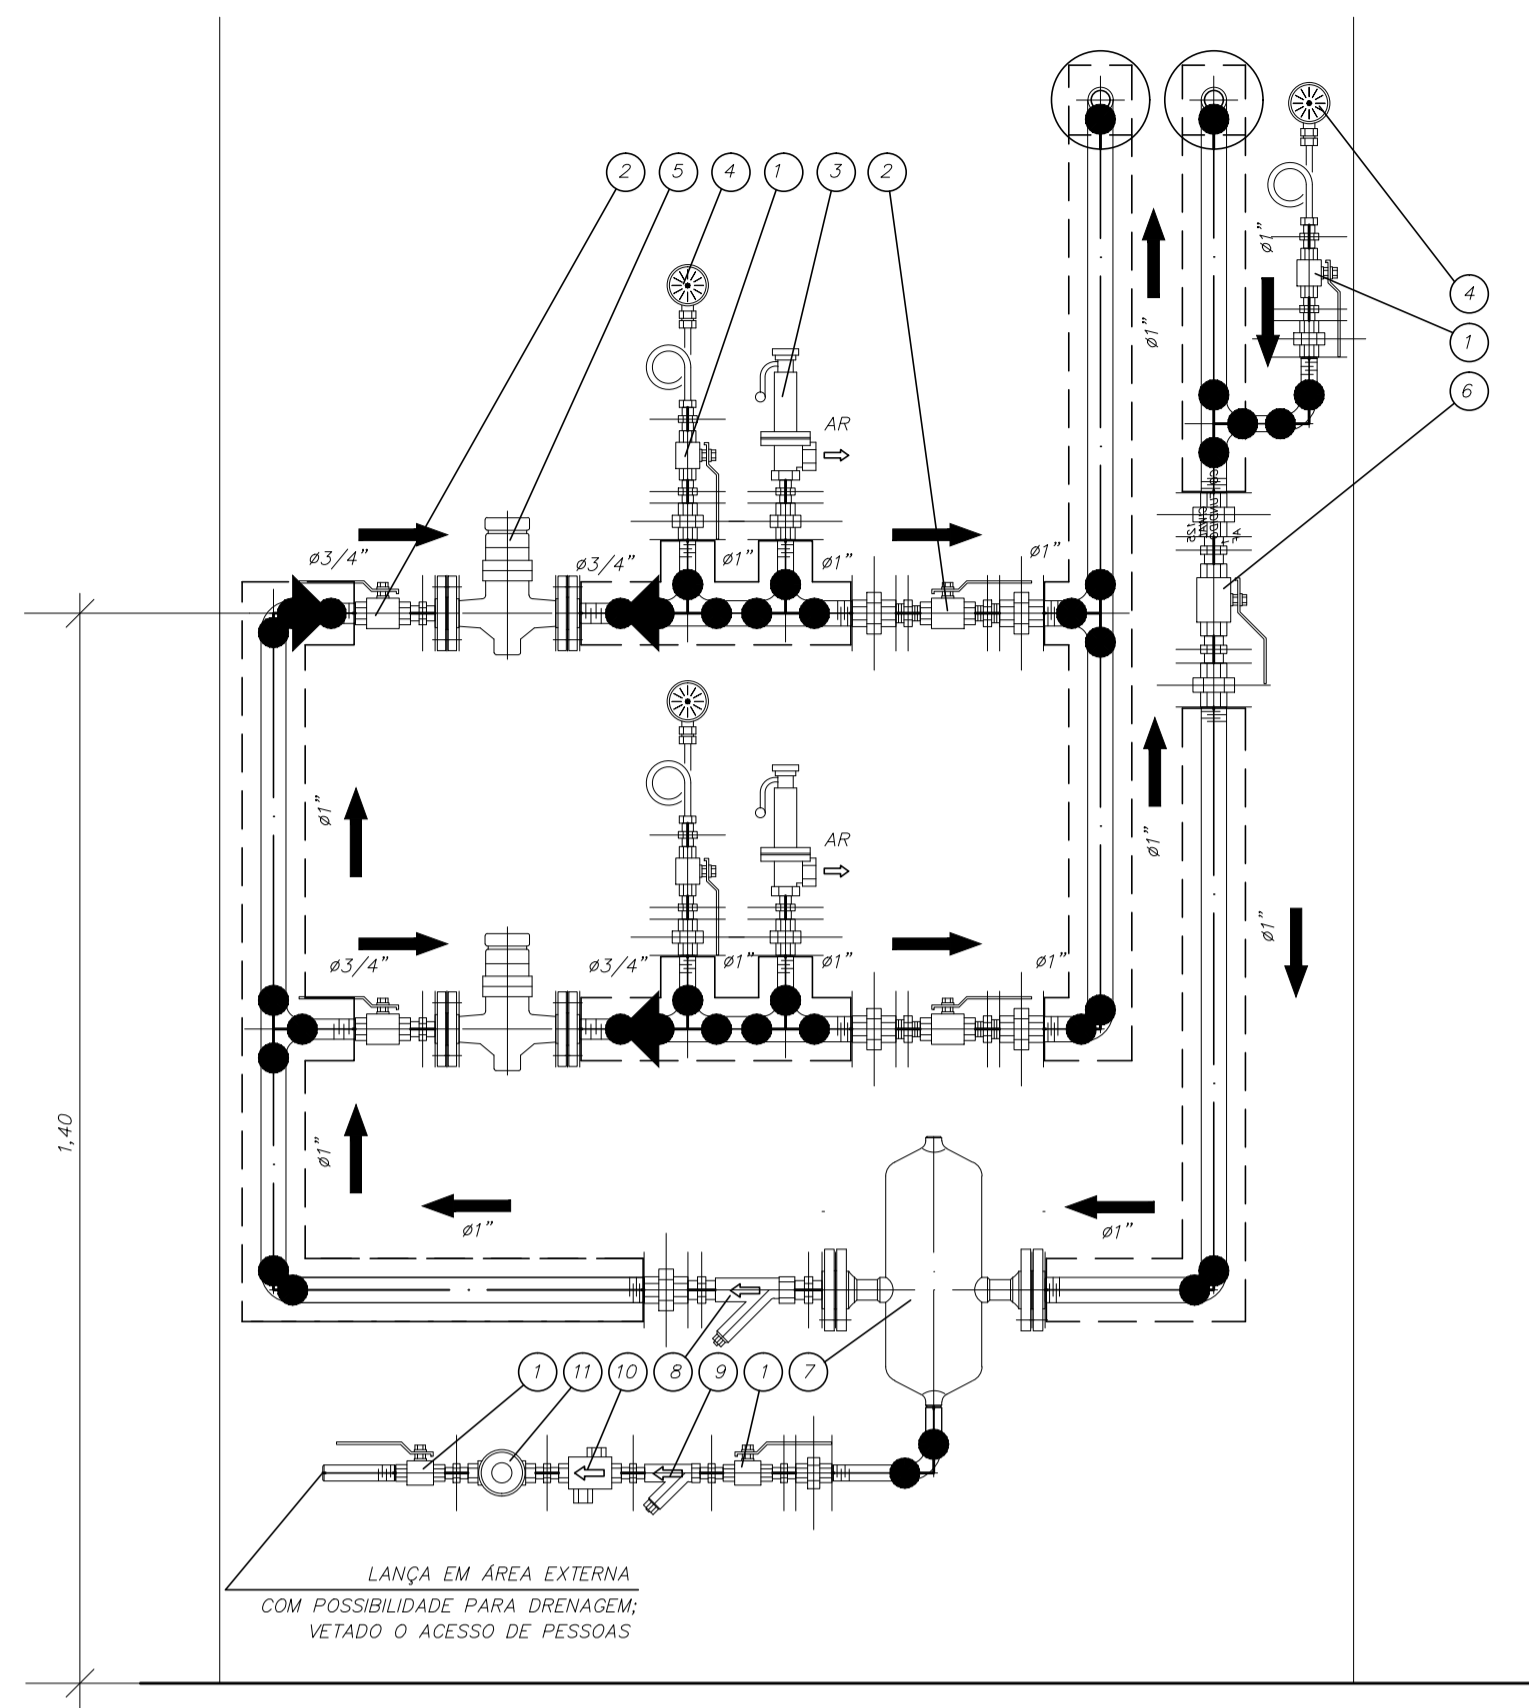 2 5 4 1 3 2
4
1
6
AR
ø3/4” ø3/4” ø1” ø1” ø1”
ø1”
ø1”
AR
ø3/4” ø3/4” ø1” ø1” ø1”
ø1”
ø1”
ø1”
ø1”
ø1” ø1”
1,40
1 11 10 8 9 1 7
LANÇA EM ÁREA EXTERNA
COM POSSIBILIDADE PARA DRENAGEM;
VETADO O ACESSO DE PESSOAS